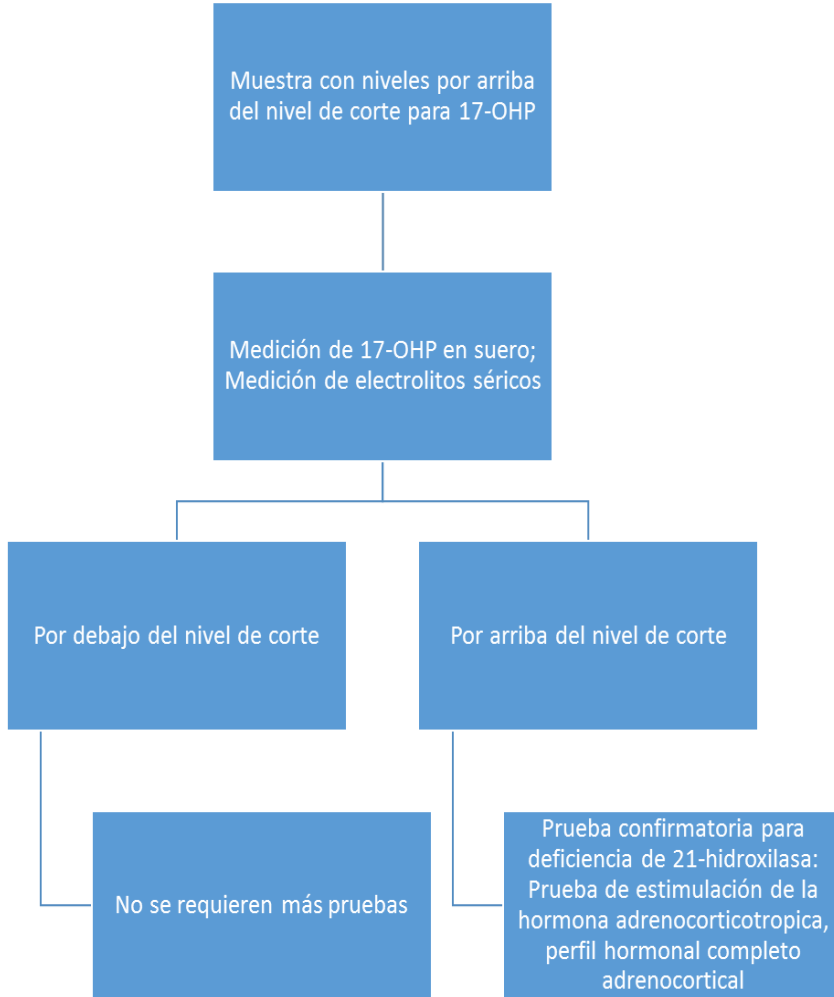 Muestra con niveles por arriba
del nivel de corte para 17-OHP
Medición de 17-OHP en suero;
Medición de electrolitos séricos
Por debajo del nivel de corte
Por arriba del nivel de corte
No se requieren más pruebas
Prueba confirmatoria para
deficiencia de 21-hidroxilasa:
Prueba de estimulación de la
hormona adrenocorticotropica,
perfil hormonal completo
adrenocortical